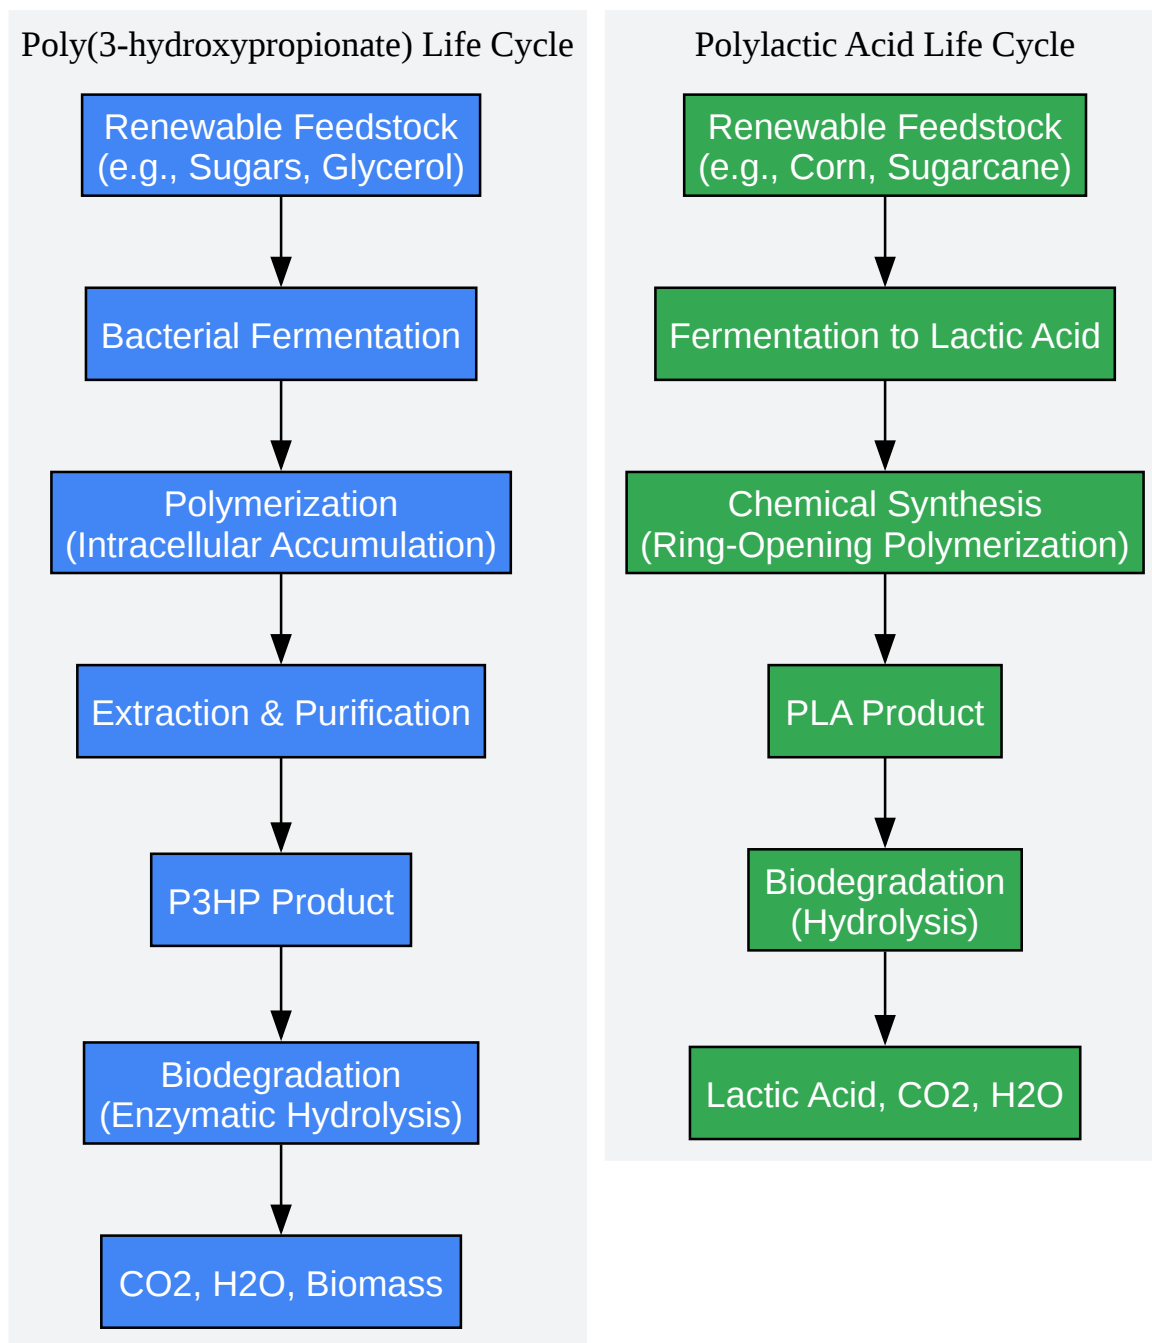 Poly(3-hydroxypropionate) Life Cycle
Renewable Feedstock
(e.g., Sugars, Glycerol)
Bacterial Fermentation
Polymerization
(Intracellular Accumulation)
Extraction & Purification
P3HP Product
Biodegradation
(Enzymatic Hydrolysis)
CO2, H2O, Biomass
Polylactic Acid Life Cycle
Renewable Feedstock
(e.g., Corn, Sugarcane)
Fermentation to Lactic Acid
Chemical Synthesis
(Ring-Opening Polymerization)
PLA Product
Biodegradation
(Hydrolysis)
Lactic Acid, CO2, H2O